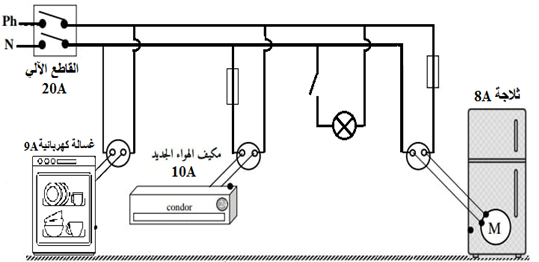 Ph
N
القاطع الآلي
20A
غسالة كهربائية 9A
مكيف الهواء الجديد
10A
condor
ثلاجة 8A
M